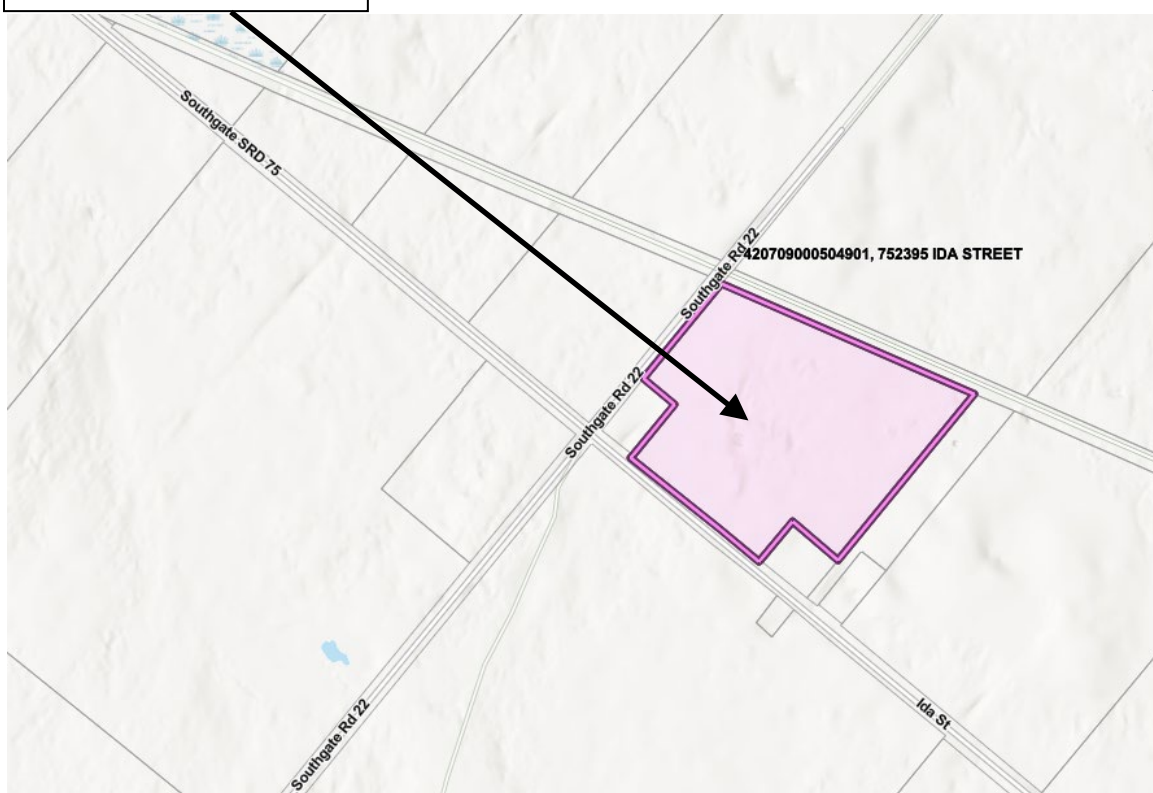 Southgate SRD 75
Southgate Rd 22
420709000504901, 752395 IDA STREET
Southgate Rd 22
Ida St
Southgate Rd 22